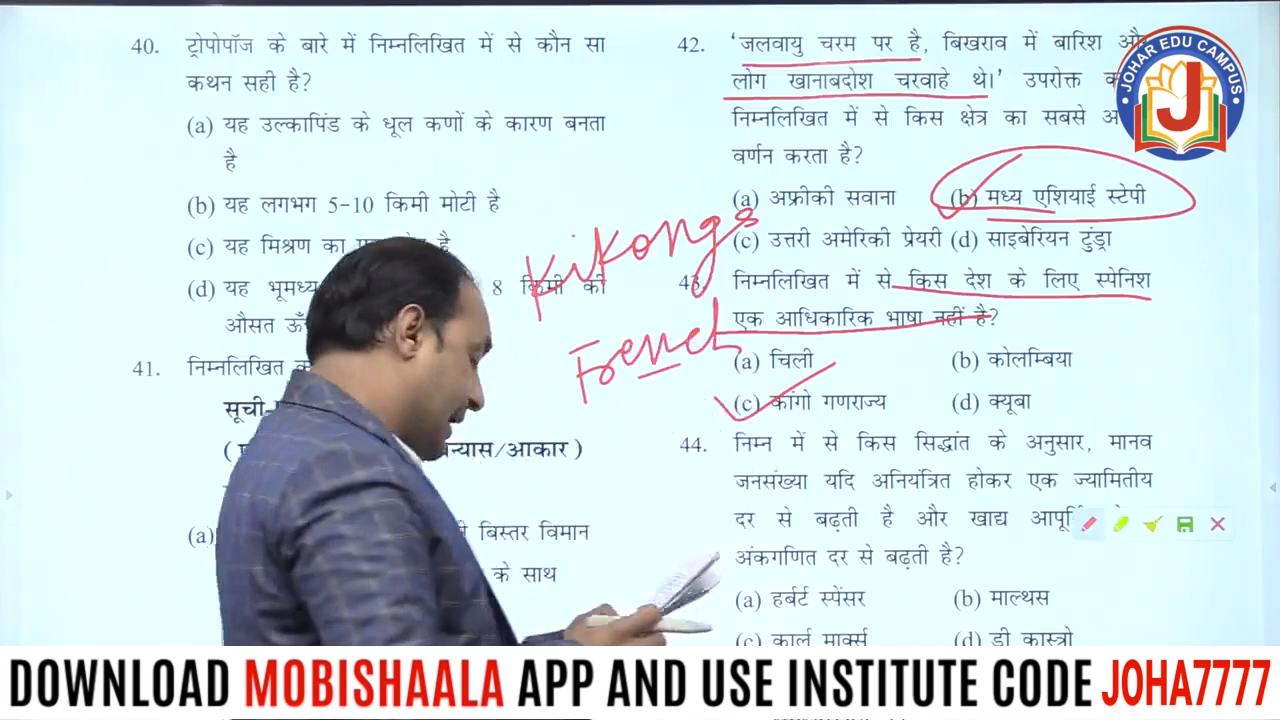 40. ट्रोपोपॉज के बारे में निम्नलिखित में से कौन सा
कथन सही है?
(a) यह उल्कापिंड के धूल कणों के कारण बनता
है
(b) यह लगभग 5-10 किमी मोटी है
(c) यह मिश्रण का है
(d) यह भूमध्य 8 किमी की
औसत
41. निम्नलिखित
सूची-
न्यास/आकार)
(a) बिस्तर विमान
के साथ
42. 'जलवायु चरम पर है, बिखराव में बारिश और
लोग खानाबदोश चरवाहे थे।' उपरोक्त
निम्नलिखित में से किस क्षेत्र का सबसे
वर्णन करता है?
(a) अफ्रीकी सवाना (b) मध्य एशियाई स्टेपी
(c) उत्तरी अमेरिकी प्रेयरी (d) साइबेरियन टुंड्रा
43. निम्नलिखित में से किस देश के लिए स्पेनिश
एक आधिकारिक भाषा नहीं है?
(a) चिली (b) कोलम्बिया
(c) कांगो गणराज्य (d) क्यूबा
44. निम्न में से किस सिद्धांत के अनुसार, मानव
जनसंख्या यदि अनियंत्रित होकर एक ज्यामितीय
दर से बढ़ती है और खाद्य आपूर्ति
अंकगणित दर से बढ़ती है?
(a) हर्बर्ट स्पेंसर (b) माल्थस
(c) कार्ल मार्क्स (d) डी कास्त्रो
Kikongo
French
JOHAR EDU CAMPUS
J
DOWNLOAD MOBISHAALA APP AND USE INSTITUTE CODE JOHA7777